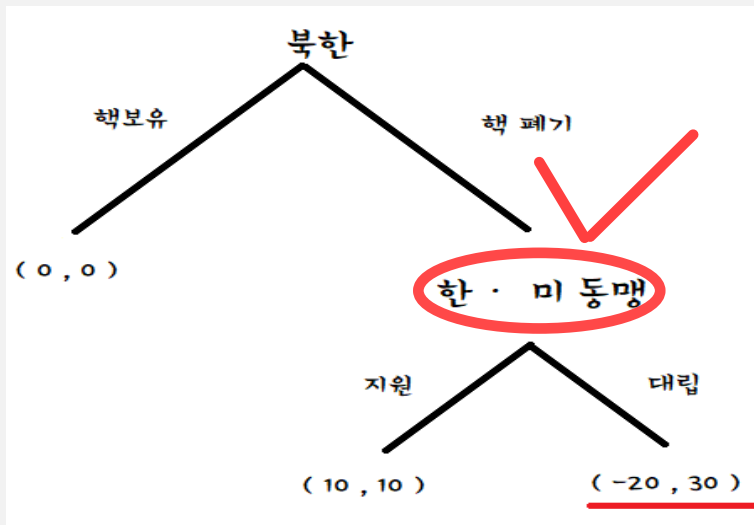 북한
핵보유
핵 폐기
( 0 , 0 )
한 · 미 동맹
지원
대립
( 10 , 10 )
( -20 , 30 )